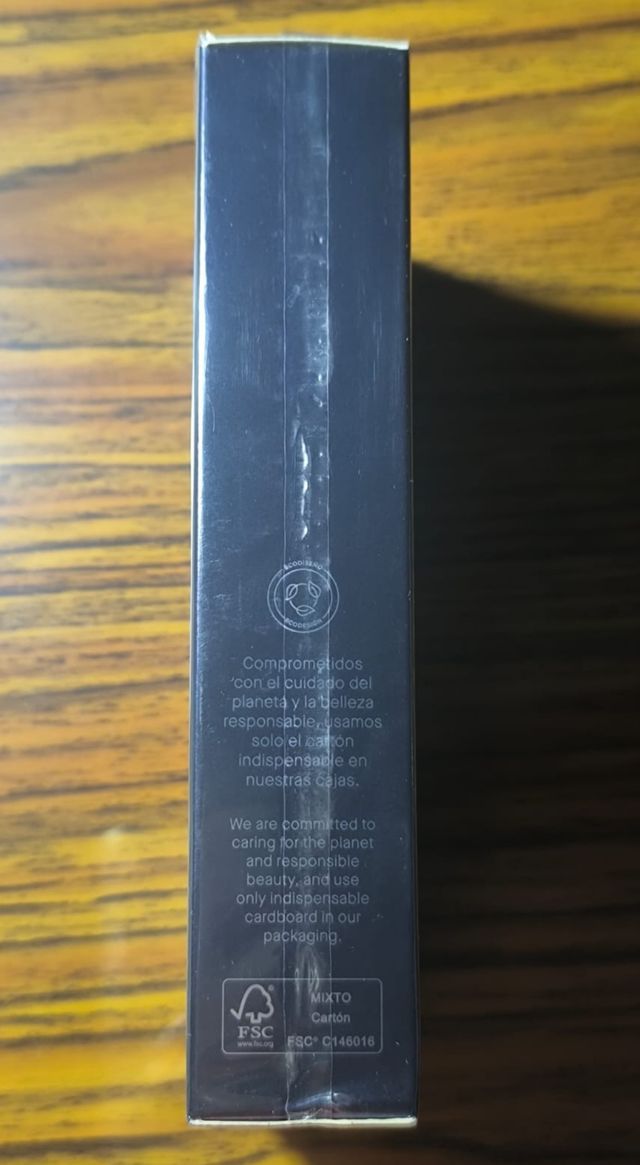 ECODISEÑO
ECODESIGN
Comprometidos
con el cuidado del
planeta y la belleza
responsable, usamos
solo el cartón
indispensable en
nuestras cajas.
We are committed to
caring for the planet
and responsible
beauty, and use
only indispensable
cardboard in our
packaging.
MIXTO
Cartón
FSC
www.fsc.org
FSC® C146016